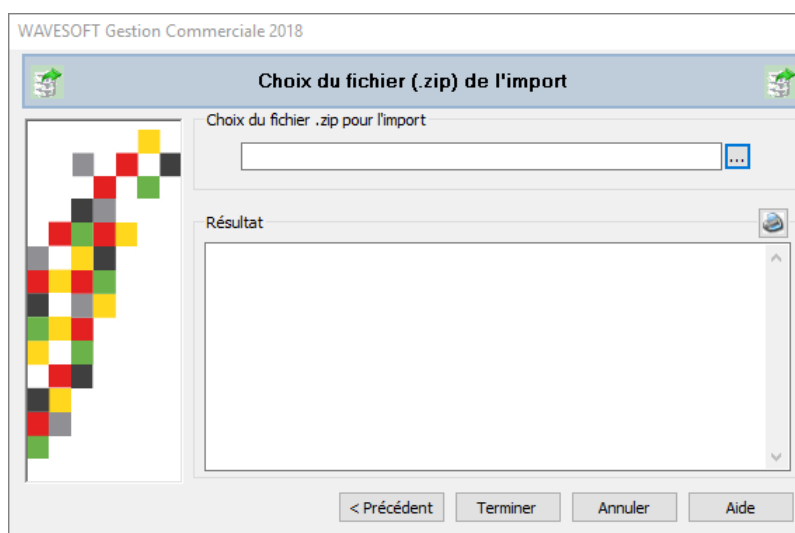 WAVESOFT Gestion Commerciale 2018
Choix du fichier (.zip) de l'import
Choix du fichier .zip pour l'import
...
Résultat
< Précédent
Terminer
Annuler
Aide